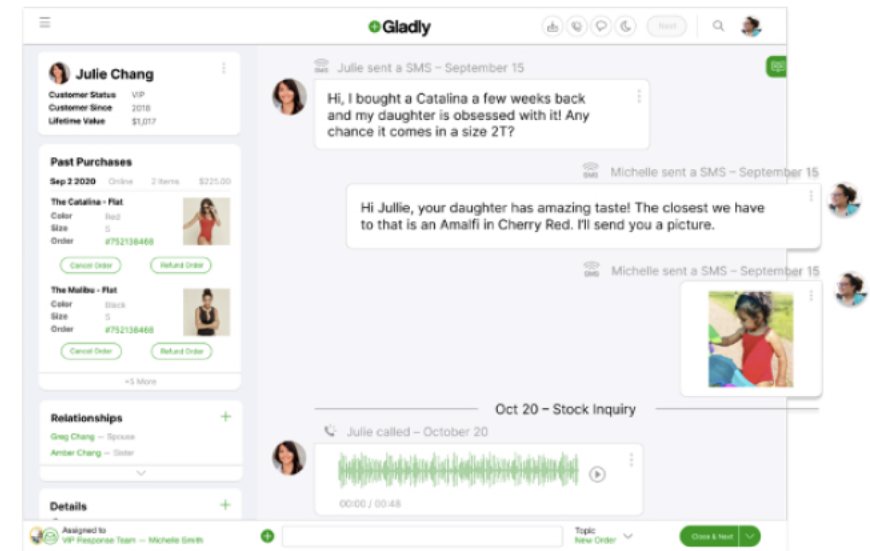 Gladly
Next
Julie Chang
Customer Status VIP
Customer Since 2018
Lifetime Value $1,017
Past Purchases
Sep 2 2020 Online 2 Items $225.00
The Catalina - Flat
Color Red
Size S
Order #752138468
Cancel Order Refund Order
The Malibu - Flat
Color Black
Size S
Order #752138468
Cancel Order Refund Order
+3 More
Relationships +
Greg Chang – Spouse
Amber Chang – Sister
Details +
Assigned to
VIP Response Team — Michelle Smith
SMS Julie sent a SMS – September 15
Hi, I bought a Catalina a few weeks back
and my daughter is obsessed with it! Any
chance it comes in a size 2T?
SMS Michelle sent a SMS – September 15
Hi Jullie, your daughter has amazing taste! The closest we have
to that is an Amalfi in Cherry Red. I'll send you a picture.
SMS Michelle sent a SMS – September 15
Oct 20 – Stock Inquiry
Julie called – October 20
00:00 / 00:48
Topic
New Order
Close & Next